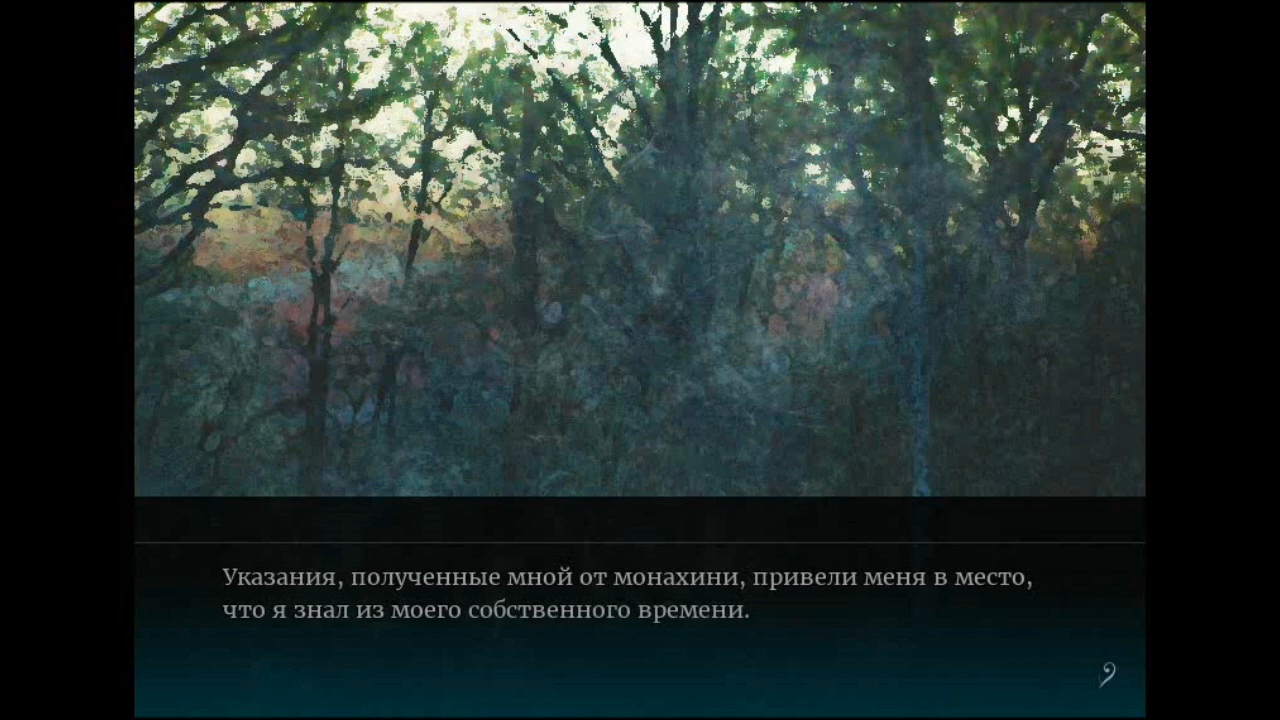 Указания, полученные мной от монахини, привели меня в место,
что я знал из моего собственного времени.